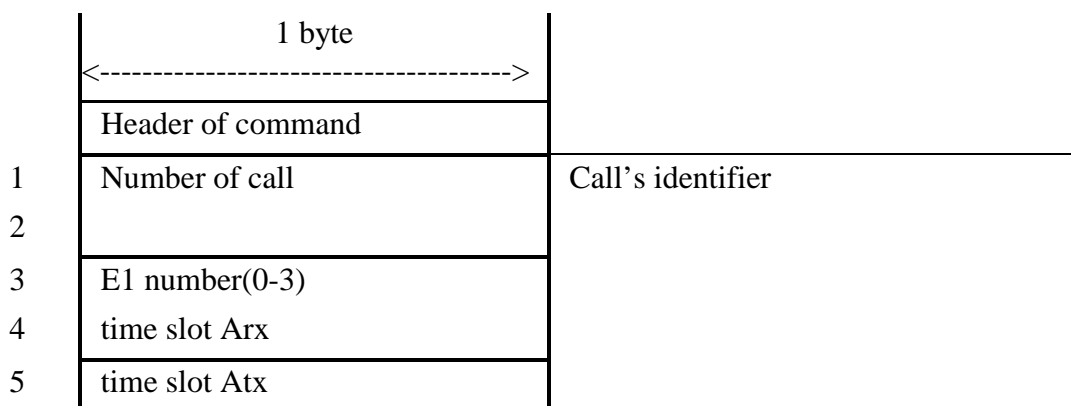 1 byte
<--------------------------------------->
Header of command
1 Number of call Call’s identifier
2
3 E1 number(0-3)
4 time slot Arx
5 time slot Atx